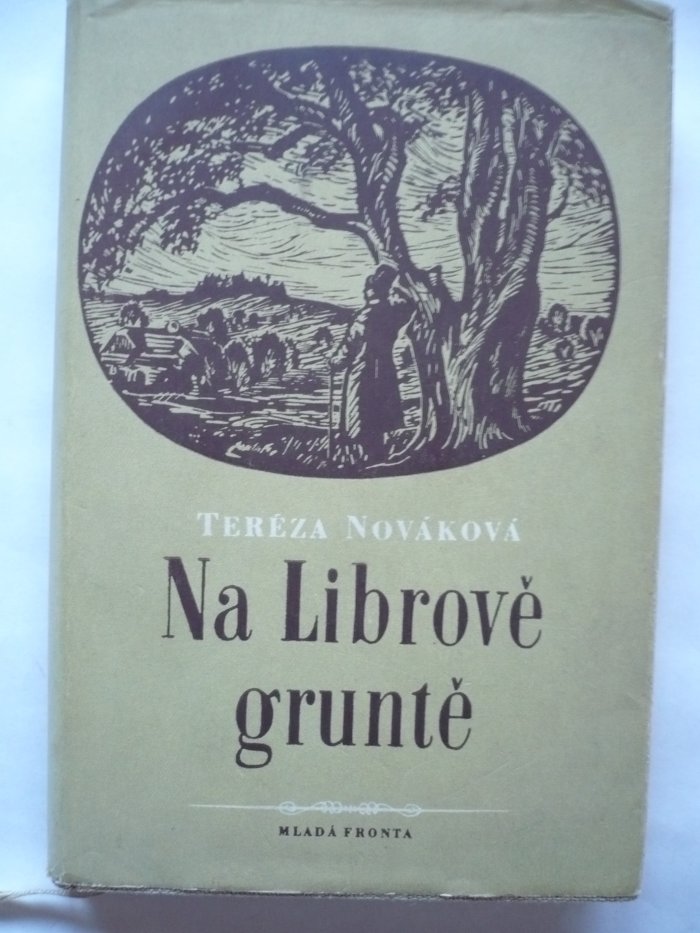 TERÉZA NOVÁKOVÁ
Na Librově
gruntě
MLADÁ FRONTA